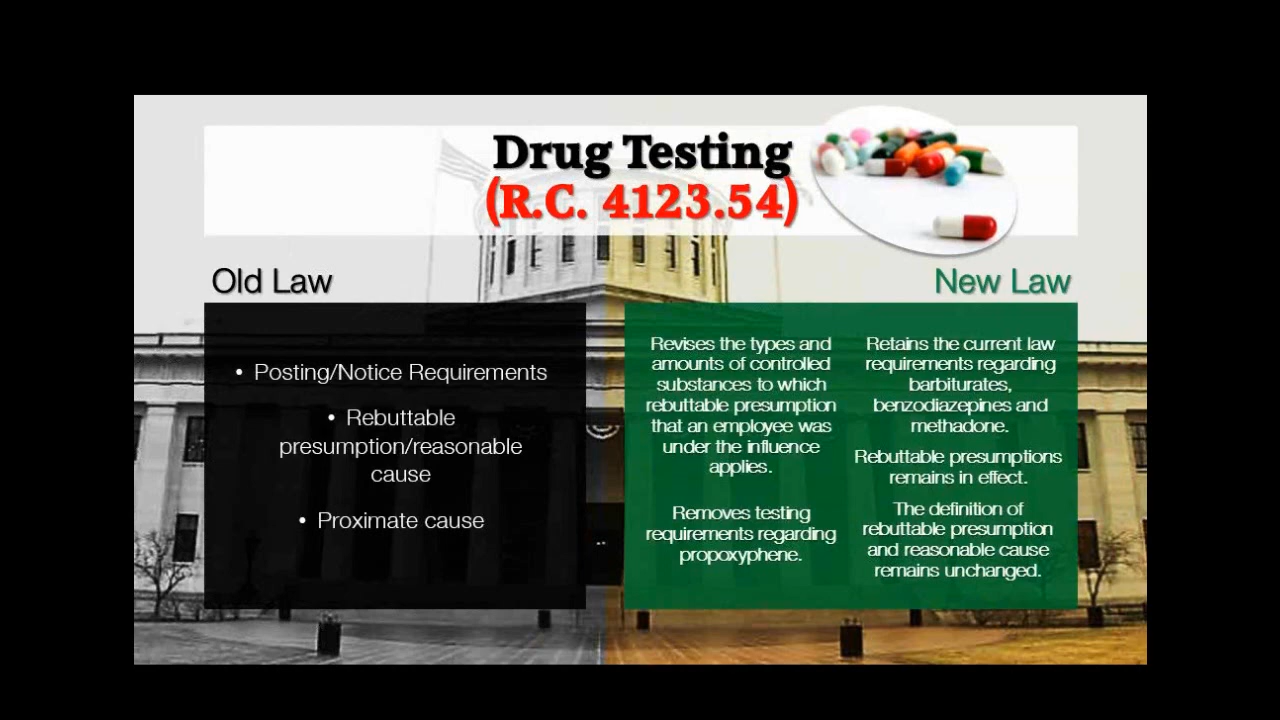 Drug Testing
(R.C. 4123.54)
Old Law
• Posting/Notice Requirements
• Rebuttable
presumption/reasonable
cause
• Proximate cause
New Law
Revises the types and
amounts of controlled
substances to which
rebuttable presumption
that an employee was
under the influence
applies.
Removes testing
requirements regarding
propoxyphene.
Retains the current law
requirements regarding
barbiturates,
benzodiazepines and
methadone.
Rebuttable presumptions
remains in effect.
The definition of
rebuttable presumption
and reasonable cause
remains unchanged.